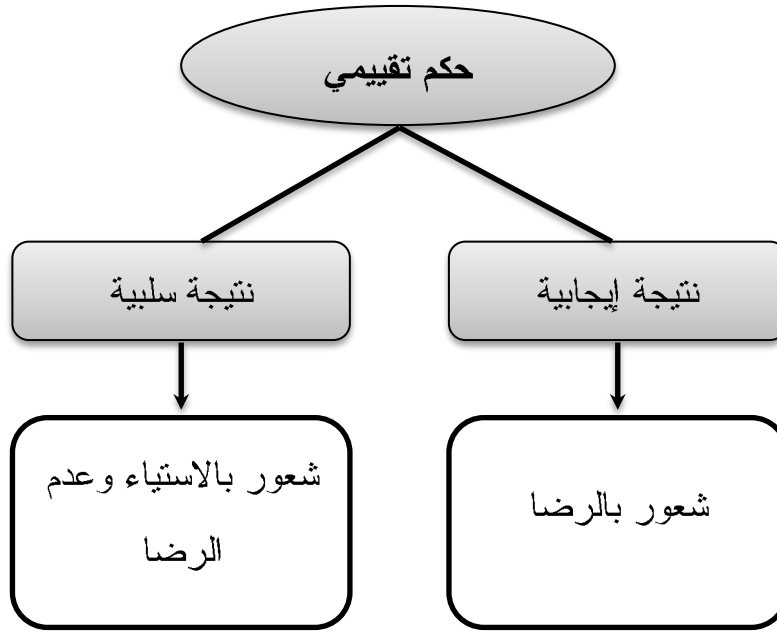 حكم تقييمي
نتيجة إيجابية
نتيجة سلبية
شعور بالرضا
شعور بالاستياء وعدم
الرضا